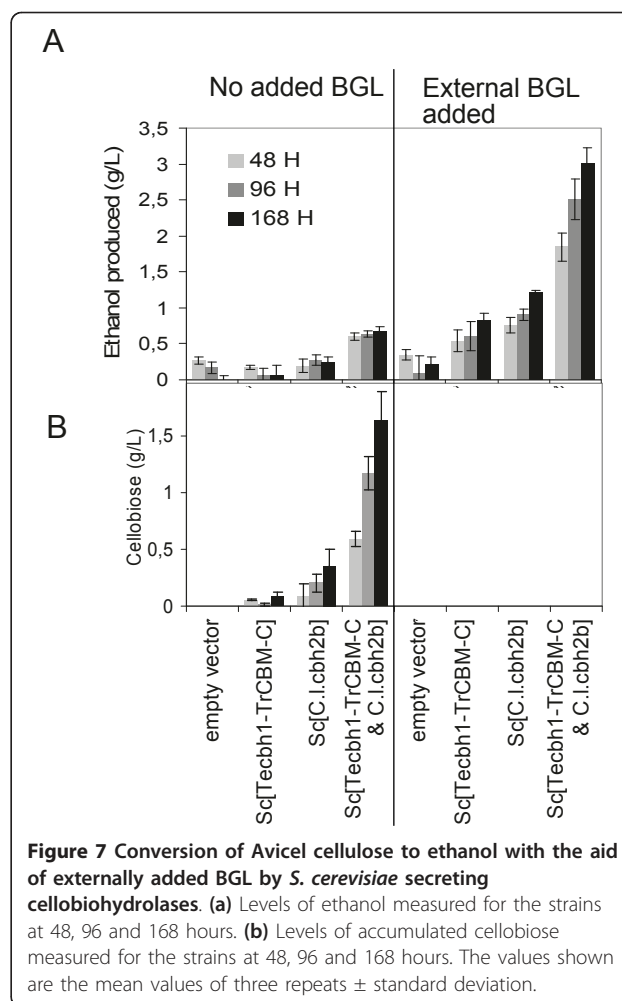 A
No added BGL
External BGL
added
3,5
3
2,5
2
1,5
1
0,5
0
Ethanol produced (g/L)
48 H
96 H
168 H
B
1,5
1
0,5
0
Cellobiose (g/L)
empty vector
Sc[Tecbh1-TrCBM-C]
Sc[C.l.cbh2b]
Sc[Tecbh1-TrCBM-C
& C.l.cbh2b]
empty vector
Sc[Tecbh1-TrCBM-C]
Sc[C.l.cbh2b]
Sc[Tecbh1-TrCBM-C
& C.l.cbh2b]
Figure 7 Conversion of Avicel cellulose to ethanol with the aid
of externally added BGL by S. cerevisiae secreting
cellobiohydrolases. (a) Levels of ethanol measured for the strains
at 48, 96 and 168 hours. (b) Levels of accumulated cellobiose
measured for the strains at 48, 96 and 168 hours. The values shown
are the mean values of three repeats ± standard deviation.